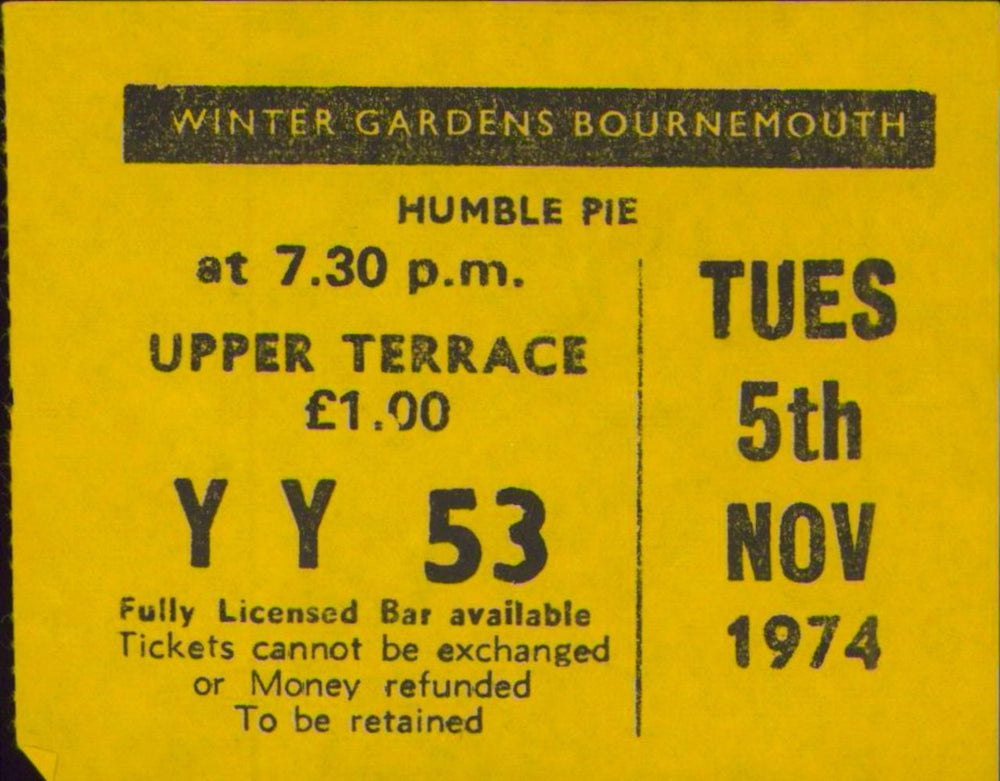 WINTER GARDENS BOURNEMOUTH
HUMBLE PIE
at 7.30 p.m.
UPPER TERRACE
£1.00
Y Y 53
Fully Licensed Bar available
Tickets cannot be exchanged
or Money refunded
To be retained
TUES
5th
NOV
1974